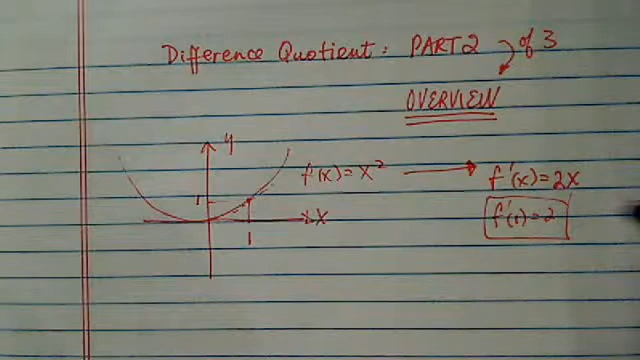 Difference Quotient: PART 2 of 3
OVERVIEW
y
f(x) = x² → f'(x) = 2x
1
x
f'(1) = 2
1